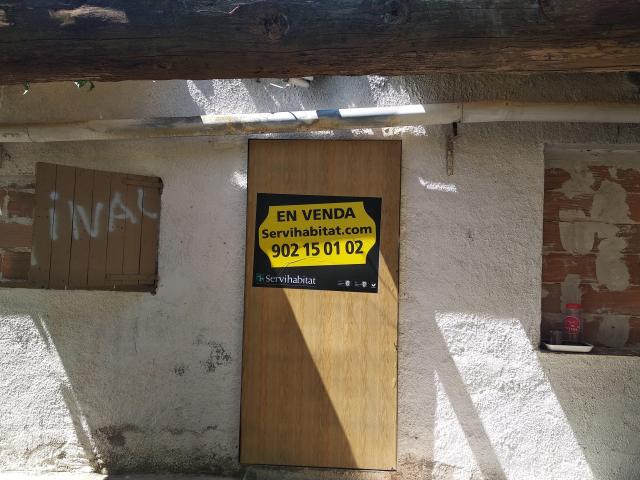 iNAL
EN VENDA
Servihabitat.com
902 15 01 02
Servihabitat